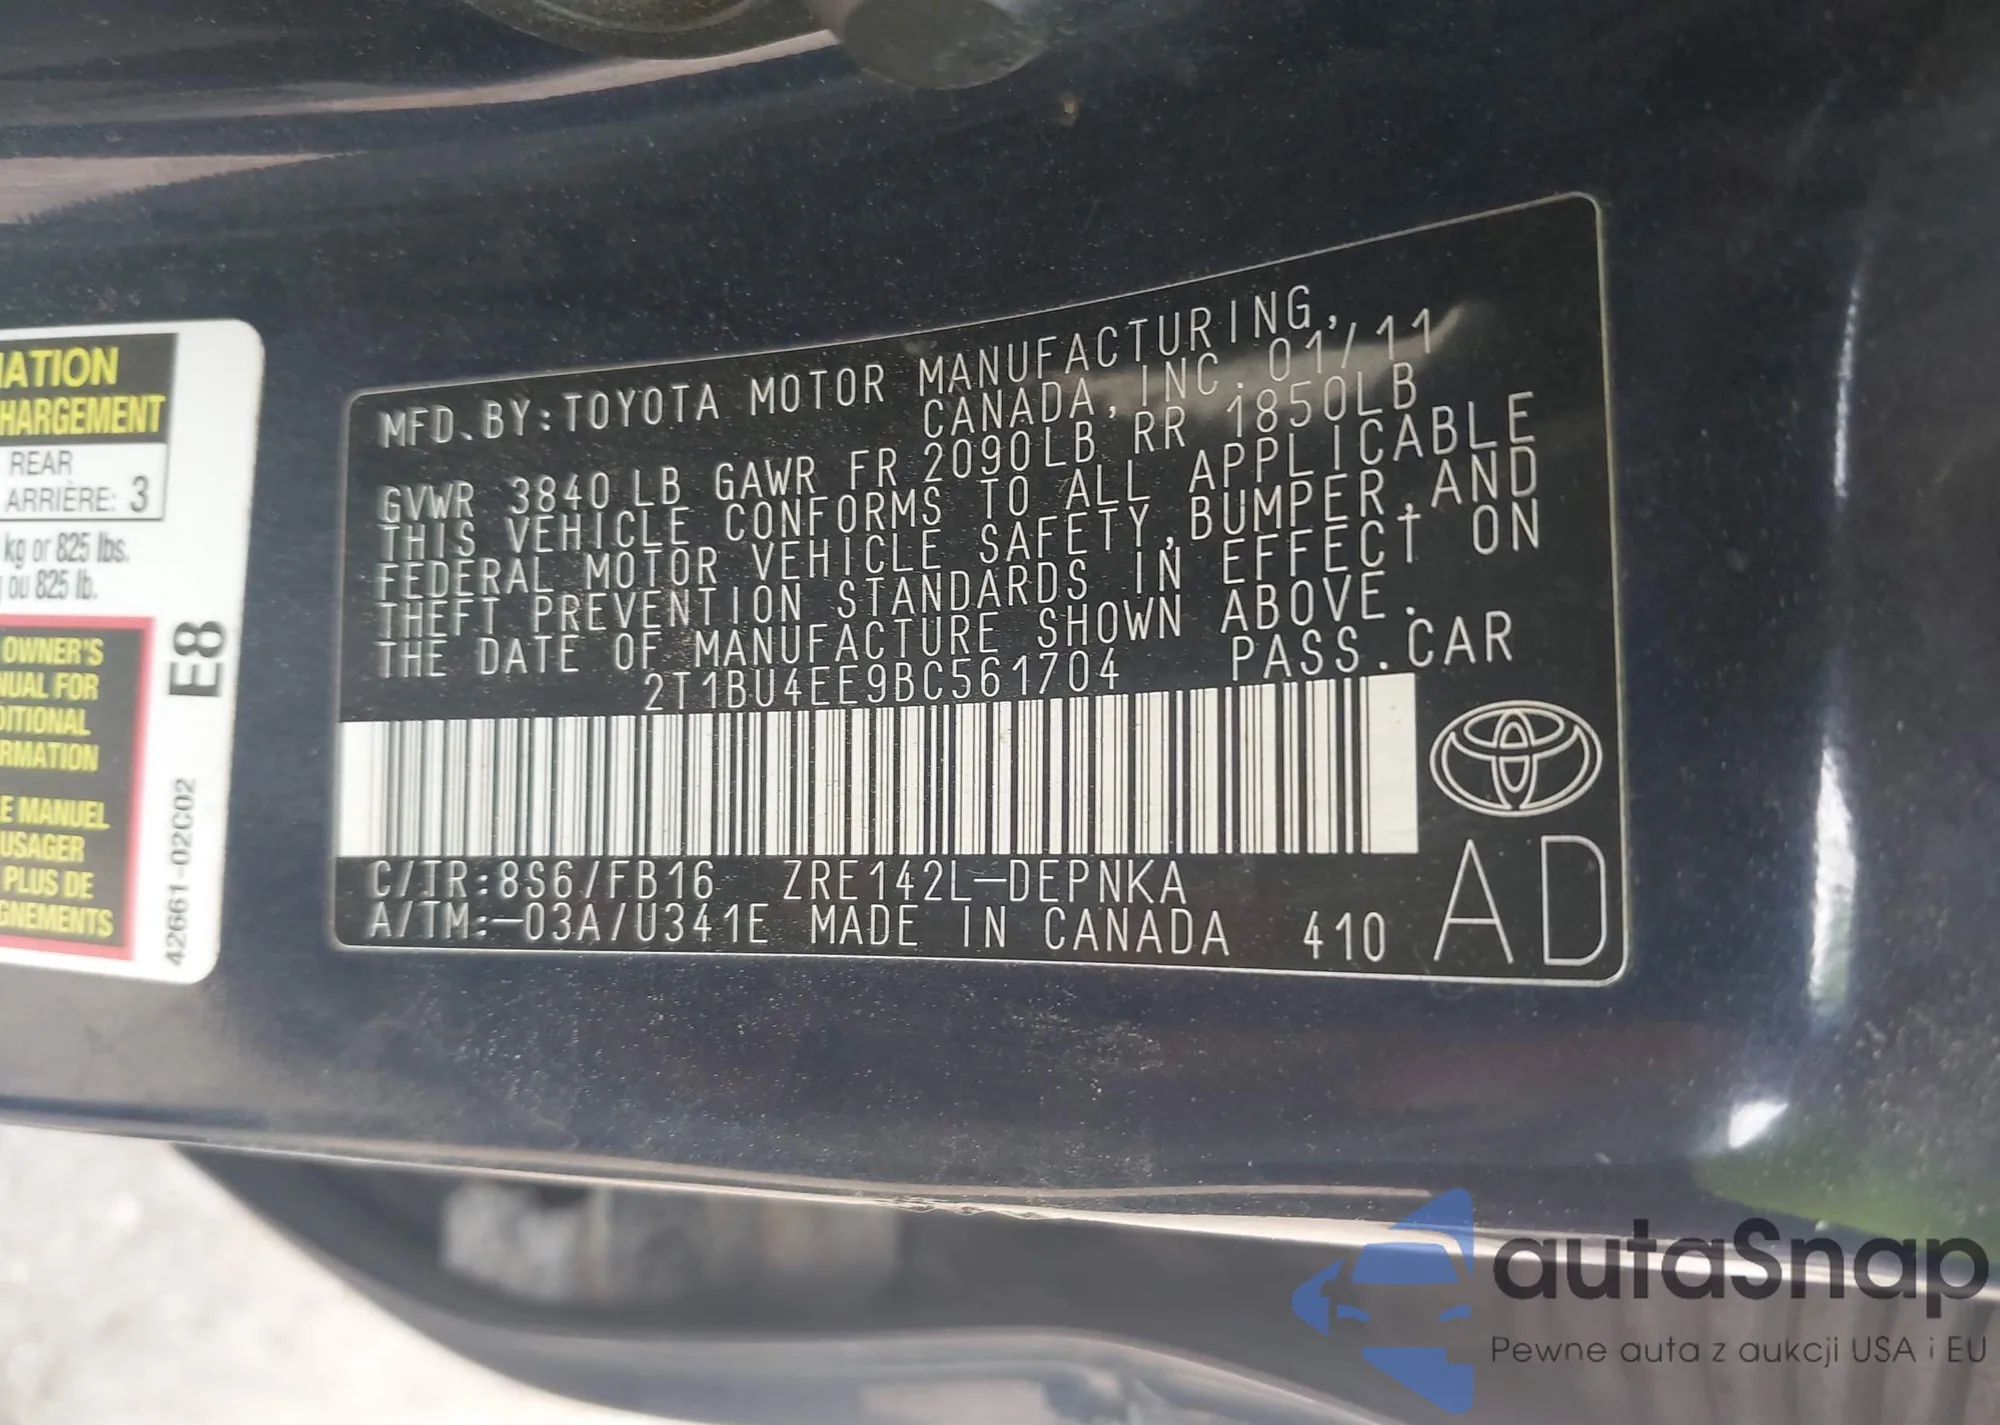 IATION
HARGEMENT
REAR
ARRIÈRE: 3
kg or 825 lbs.
ou 825 lb.
OWNER'S
NUAL FOR
DITIONAL
RMATION
E MANUEL
USAGER
PLUS DE
GNEMENTS
E8
42661-02C02
MFD.BY:TOYOTA MOTOR MANUFACTURING,
CANADA,INC.01/11
GVWR 3840LB GAWR FR 2090LB RR 1850LB
THIS VEHICLE CONFORMS TO ALL APPLICABLE
FEDERAL MOTOR VEHICLE SAFETY,BUMPER,AND
THEFT PREVENTION STANDARDS IN EFFECT ON
THE DATE OF MANUFACTURE SHOWN ABOVE.
2T1BU4EE9BC561704 PASS.CAR
C/TR:8S6/FB16 ZRE142L-DEPNKA
A/TM:-03A/U341E MADE IN CANADA 410
AD
autaSnap
Pewne auta z aukcji USA i EU